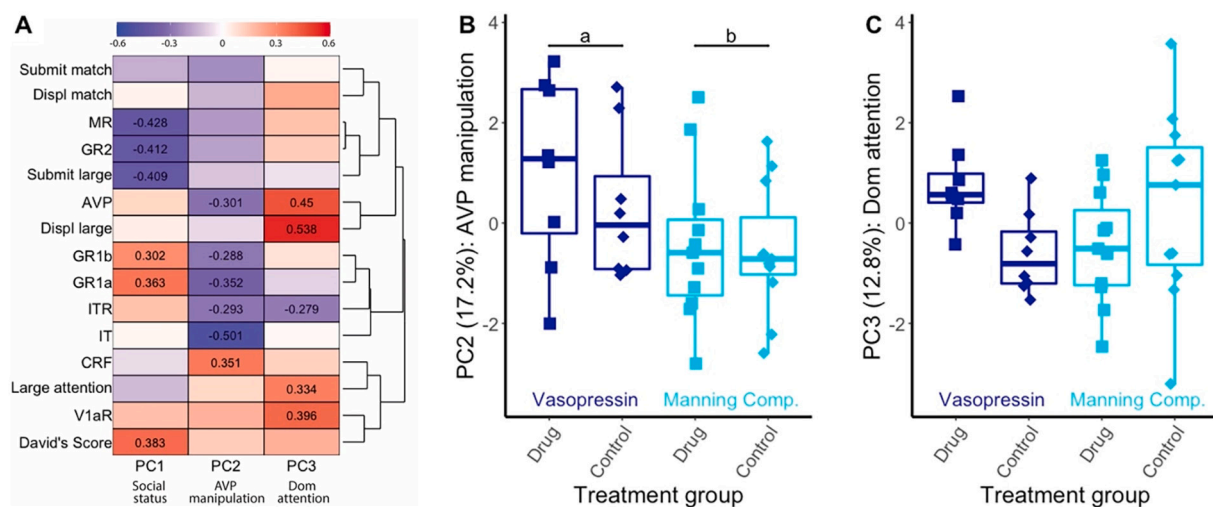 A
-0.6 -0.3 0 0.3 0.6
Submit match
Displ match
MR -0.428
GR2 -0.412
Submit large -0.409
AVP -0.301 0.45
Displ large 0.538
GR1b 0.302 -0.288
GR1a 0.363 -0.352
ITR -0.293 -0.279
IT -0.501
CRF 0.351
Large attention 0.334
V1aR 0.396
David's Score 0.383
PC1 PC2 PC3
Social AVP Dom
status manipulation attention
B
PC2 (17.2%): AVP manipulation
4
2
0
-2
a b
Vasopressin Manning Comp.
Drug Control Drug Control
Treatment group
C
PC3 (12.8%): Dom attention
4
2
0
-2
Vasopressin Manning Comp.
Drug Control Drug Control
Treatment group